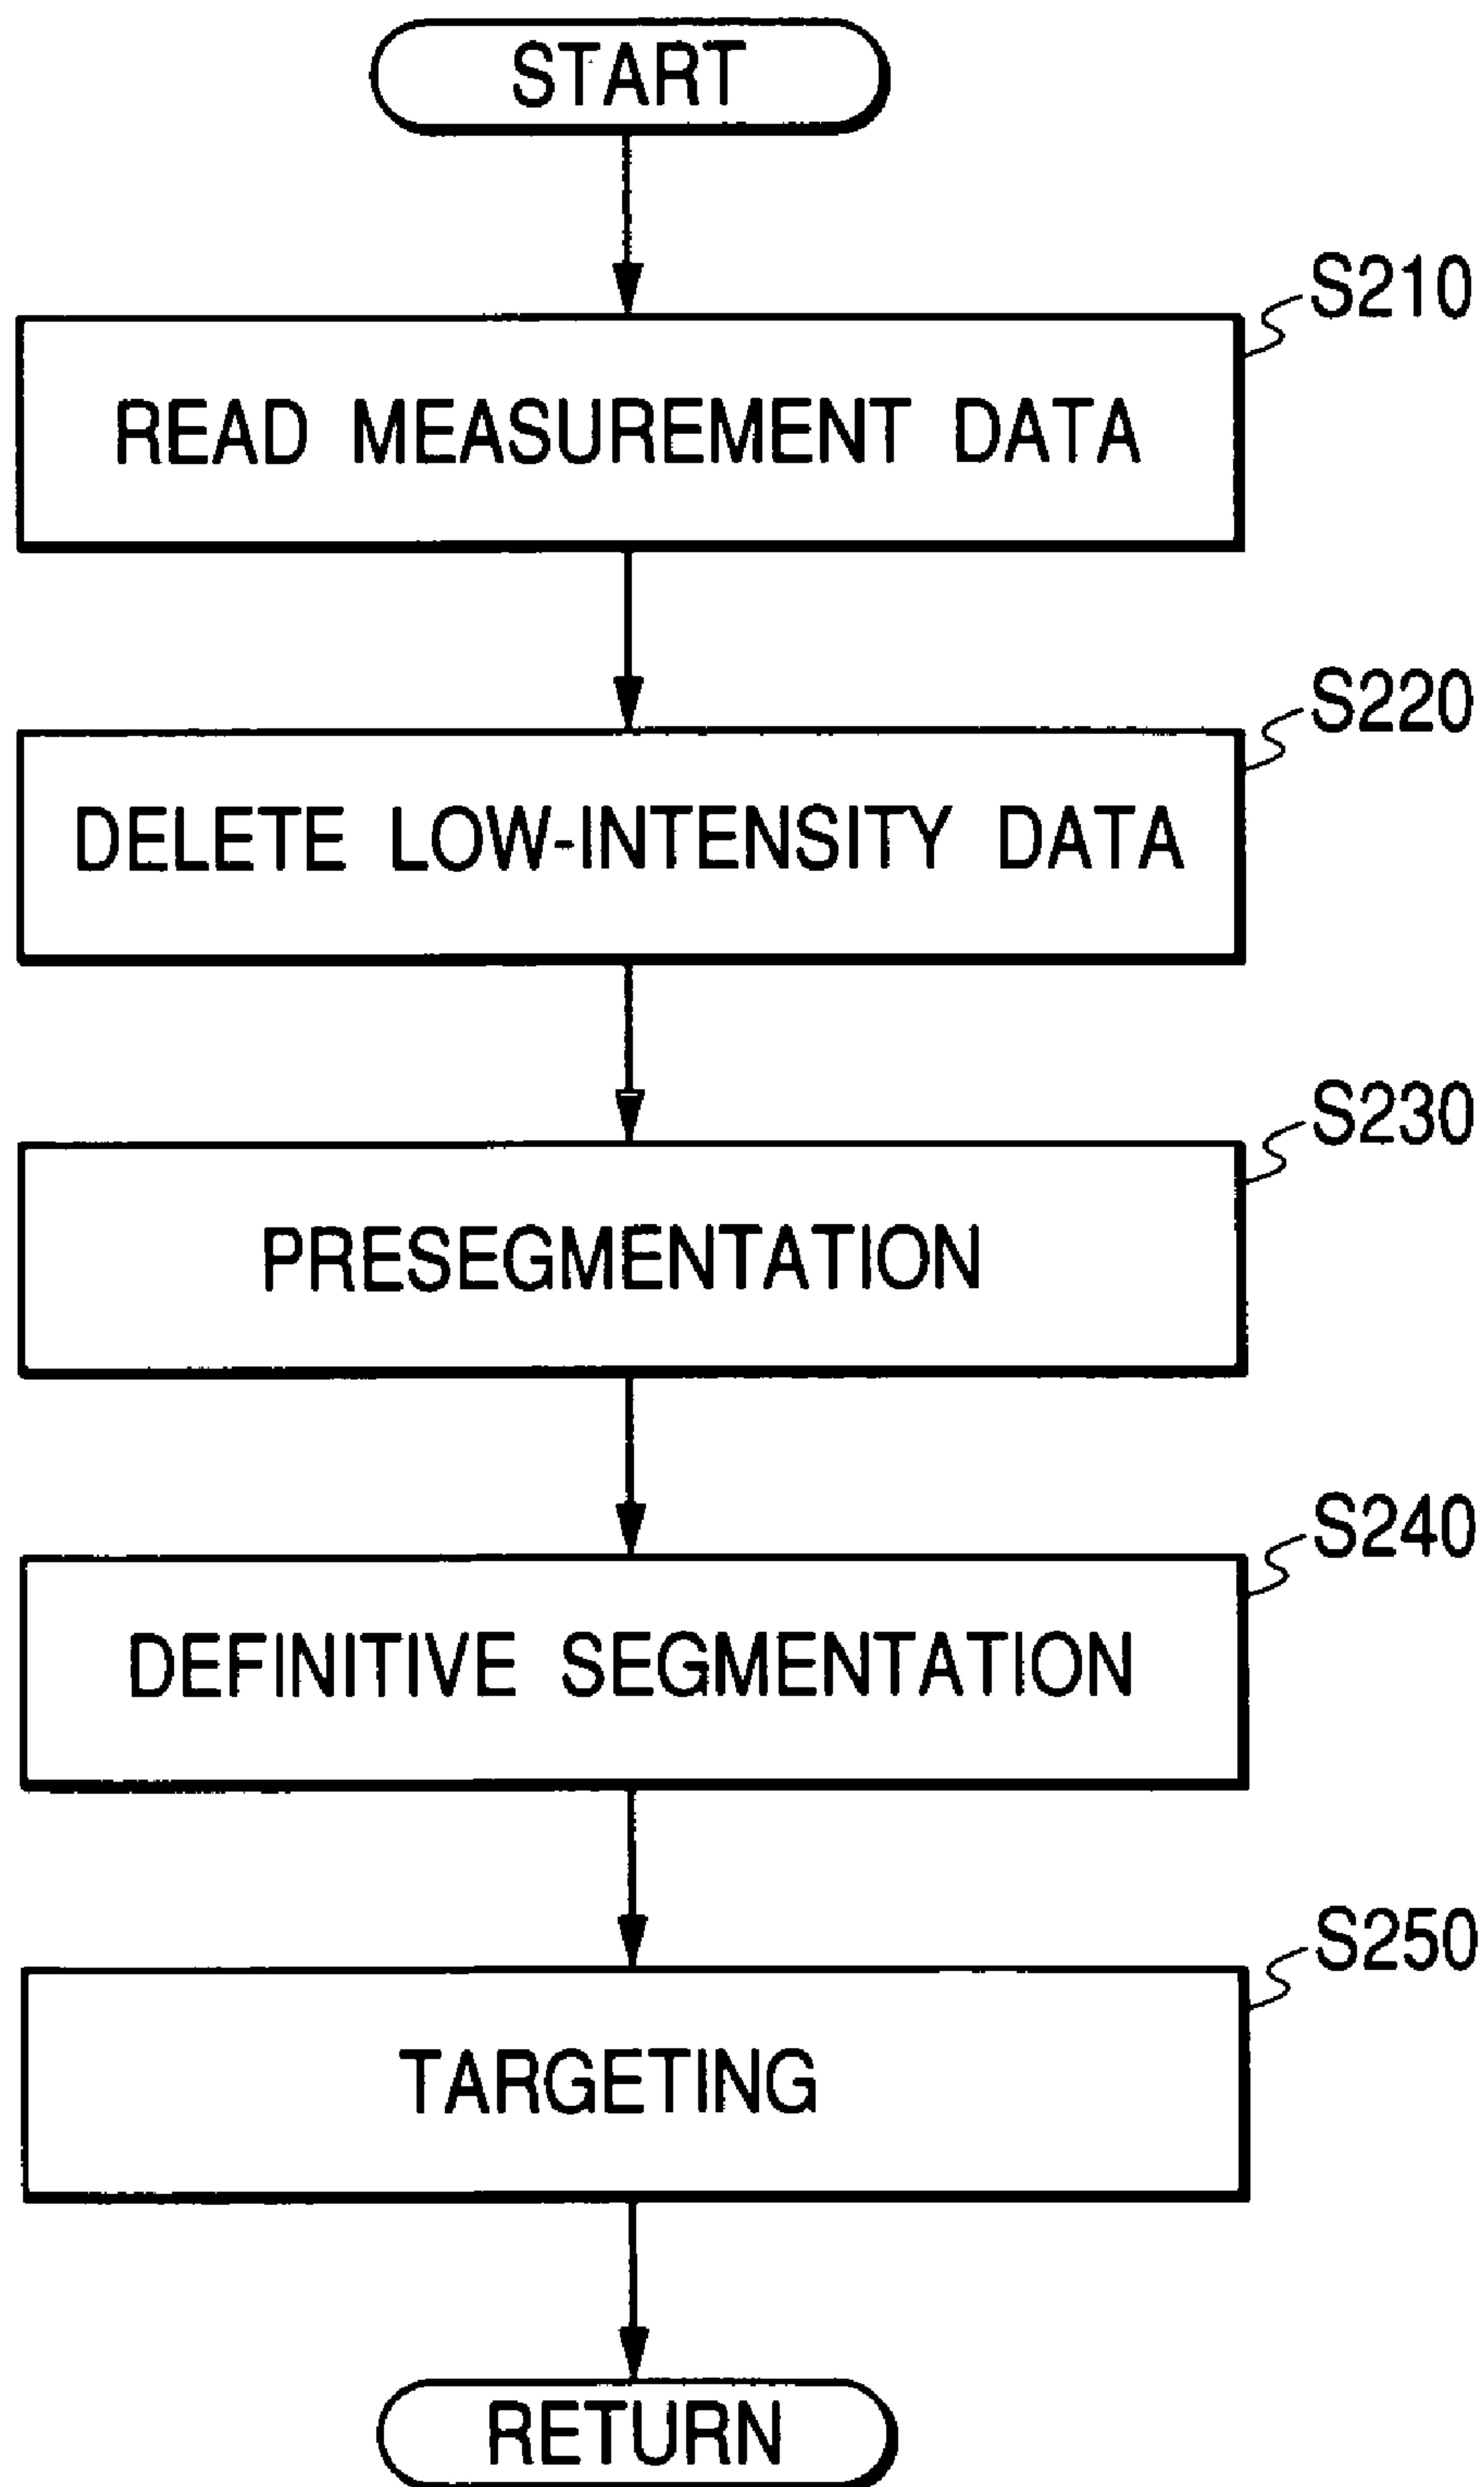 START
S210
READ MEASUREMENT DATA
S220
DELETE LOW-INTENSITY DATA
S230
PRESEGMENTATION
S240
DEFINITIVE SEGMENTATION
S250
TARGETING
RETURN